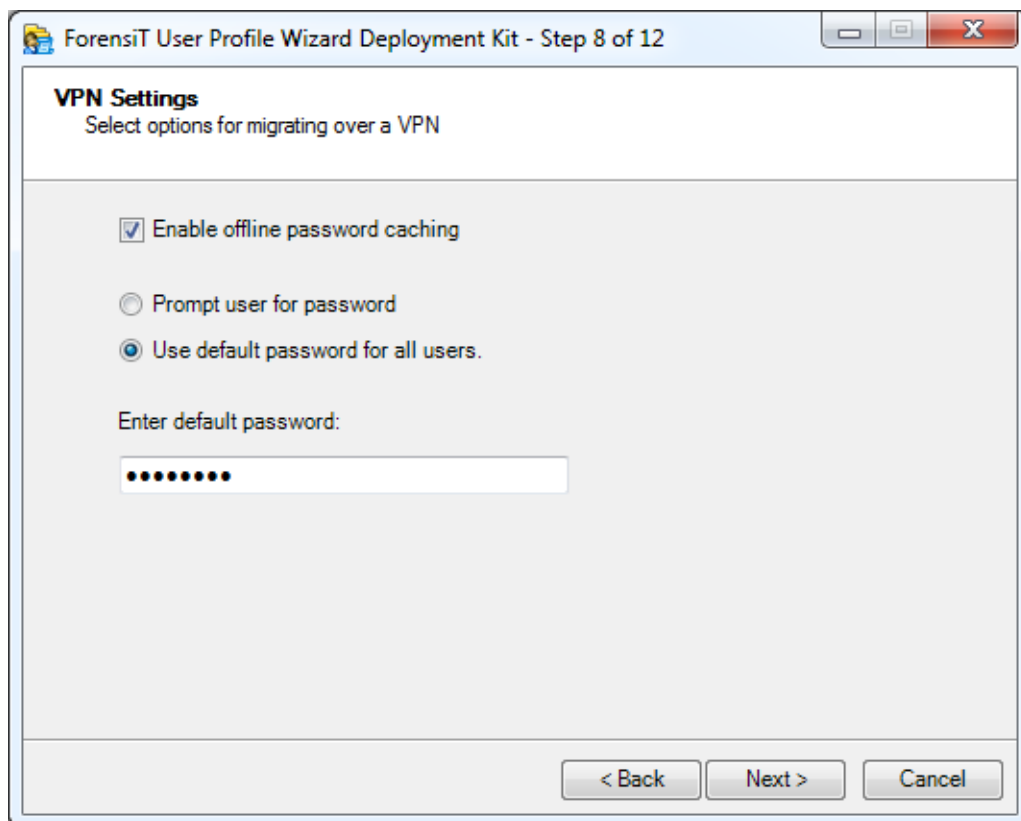 ForensiT User Profile Wizard Deployment Kit - Step 8 of 12
VPN Settings
Select options for migrating over a VPN
Enable offline password caching
Prompt user for password
Use default password for all users.
Enter default password:
••••••••
< Back
Next >
Cancel